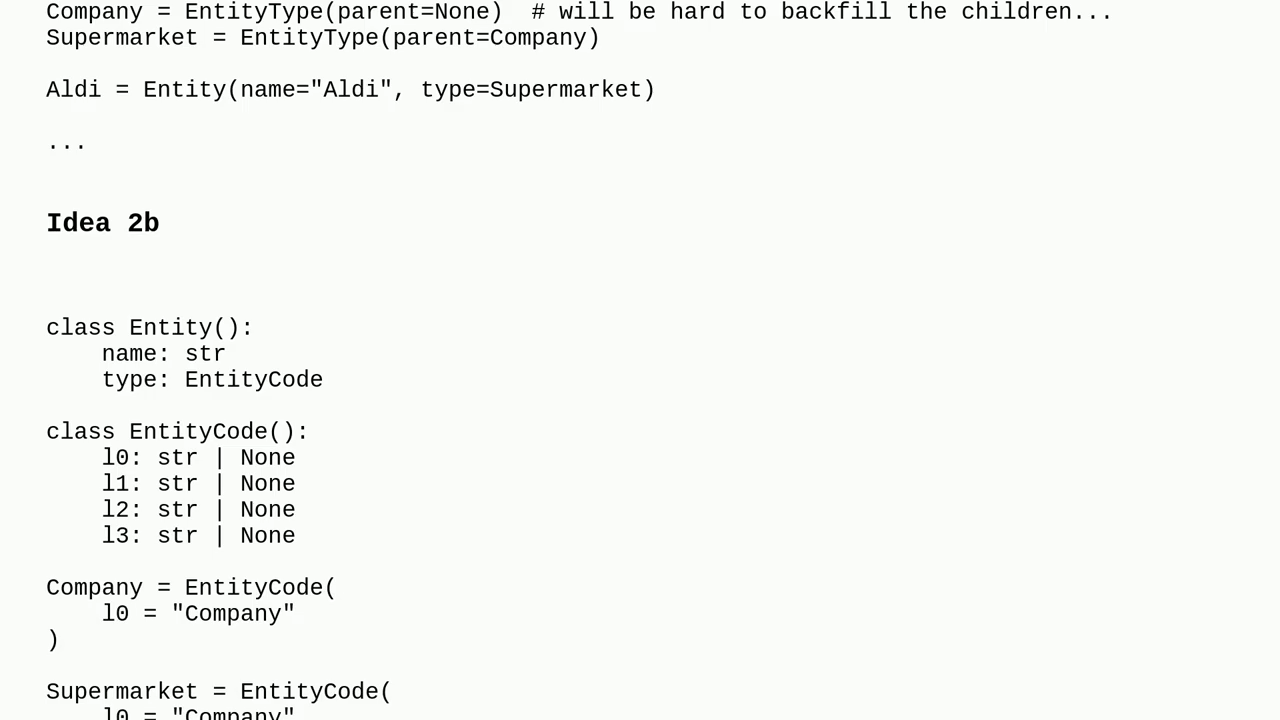 Company = EntityType(parent=None)  # will be hard to backfill the children...
Supermarket = EntityType(parent=Company)
Aldi = Entity(name="Aldi", type=Supermarket)
...
Idea 2b
class Entity():
    name: str
    type: EntityCode
class EntityCode():
    l0: str | None
    l1: str | None
    l2: str | None
    l3: str | None
Company = EntityCode(
    l0 = "Company"
)
Supermarket = EntityCode(
    l0 = "Company"